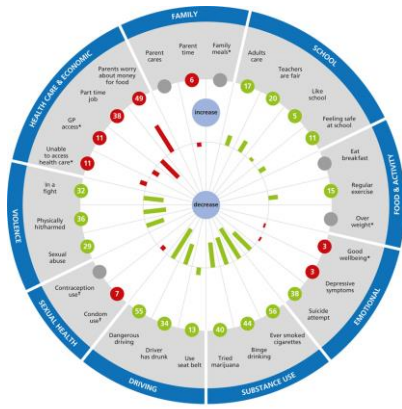 FAMILY
Parent
cares
Parent
time
6
Family
meals*
SCHOOL
Adults
care
17
Teachers
are fair
20
Like
school
5
Feeling safe
at school
11
FOOD & ACTIVITY
Eat
breakfast
Regular
exercise
15
Over
weight*
EMOTIONAL
Good
wellbeing*
3
Depressive
symptoms
3
Suicide
attempt
38
SUBSTANCE USE
Ever smoked
cigarettes
56
Binge
drinking
44
Tried
marijuana
40
DRIVING
Use
seat belt
13
Driver
has drunk
34
Dangerous
driving
55
SEXUAL HEALTH
Condom
use¶
7
Contraception
use¶
VIOLENCE
Sexual
abuse
29
Physically
hit/harmed
36
In a
fight
32
HEALTH CARE & ECONOMIC
Unable
to access
health care*
11
GP
access*
11
Part time
job
38
Parents worry
about money
for food
49
increase
decrease